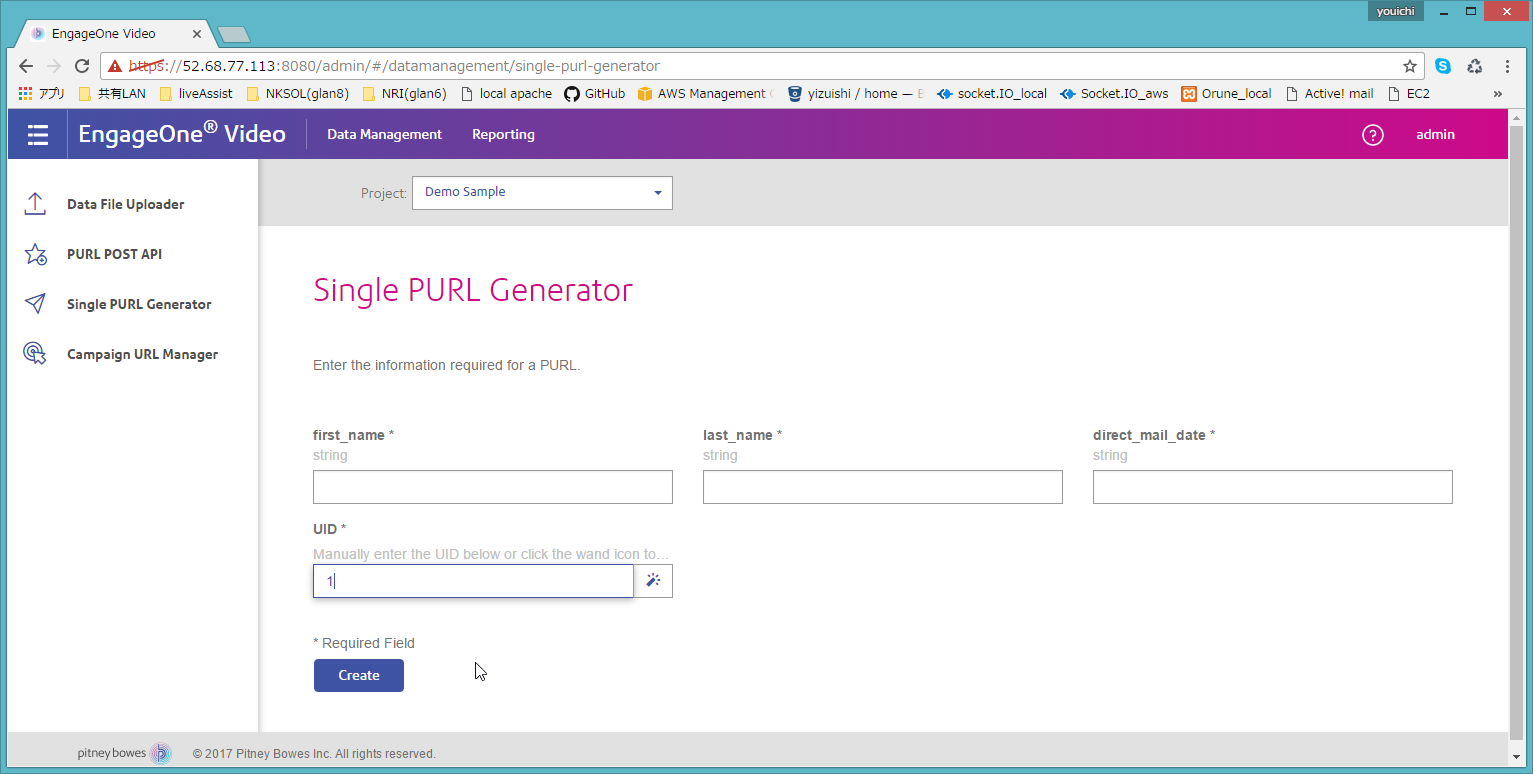 youichi
EngageOne Video
https://52.68.77.113:8080/admin/#/datamanagement/single-purl-generator
アプリ 共有LAN liveAssist NKSOL(glan8) NRI(glan6) local apache GitHub AWS Management yizuishi / home — socket.IO_local Socket.IO_aws Orune_local Active! mail EC2 »
EngageOne® Video Data Management Reporting ? admin
Project: Demo Sample
Data File Uploader
PURL POST API
Single PURL Generator
Campaign URL Manager
Single PURL Generator
Enter the information required for a PURL.
first_name * last_name * direct_mail_date *
string string string
UID *
Manually enter the UID below or click the wand icon to...
1
* Required Field
Create
pitney bowes © 2017 Pitney Bowes Inc. All rights reserved.